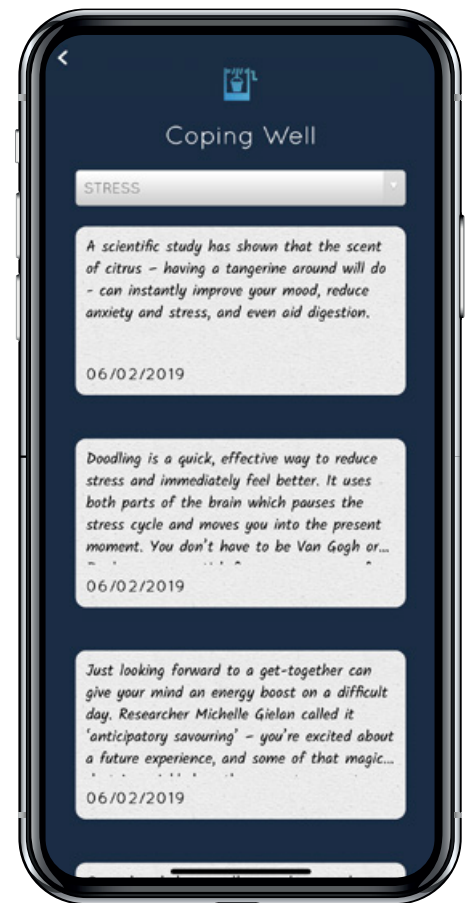 Coping Well
STRESS
A scientific study has shown that the scent
of citrus – having a tangerine around will do
- can instantly improve your mood, reduce
anxiety and stress, and even aid digestion.
06/02/2019
Doodling is a quick, effective way to reduce
stress and immediately feel better. It uses
both parts of the brain which pauses the
stress cycle and moves you into the present
moment. You don't have to be Van Gogh or...
06/02/2019
Just looking forward to a get-together can
give your mind an energy boost on a difficult
day. Researcher Michelle Gielan called it
'anticipatory savouring' – you're excited about
a future experience, and some of that magic...
06/02/2019